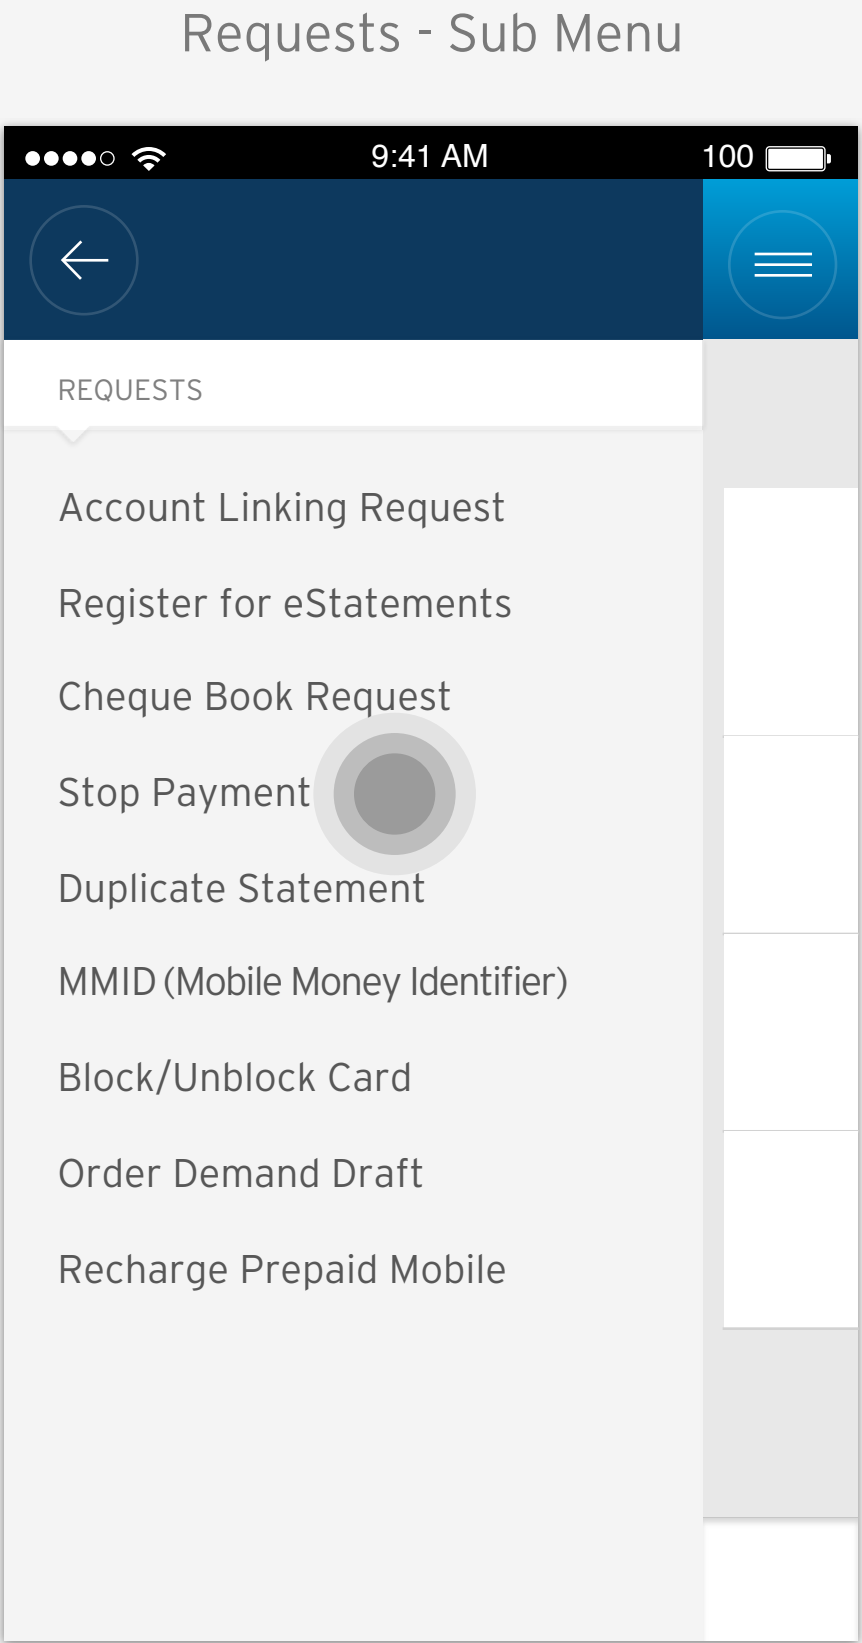 Requests - Sub Menu
9:41 AM
100
REQUESTS
Account Linking Request
Register for eStatements
Cheque Book Request
Stop Payment
Duplicate Statement
MMID (Mobile Money Identifier)
Block/Unblock Card
Order Demand Draft
Recharge Prepaid Mobile